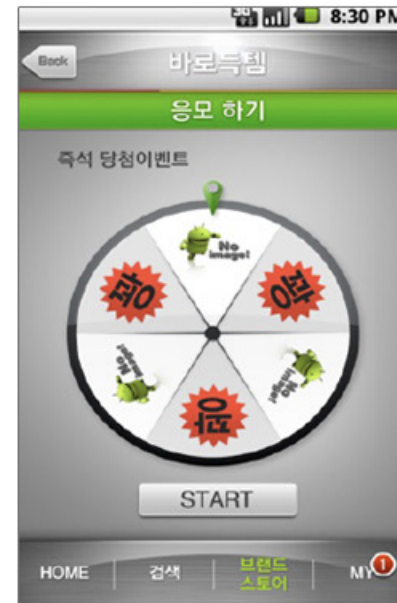 3G
8:30 PM
Back
바로득템
응모 하기
즉석 당첨이벤트
No
image!
꽝
꽝
No
image!
No
image!
꽝
START
HOME
검색
브랜드
스토어
MY
1